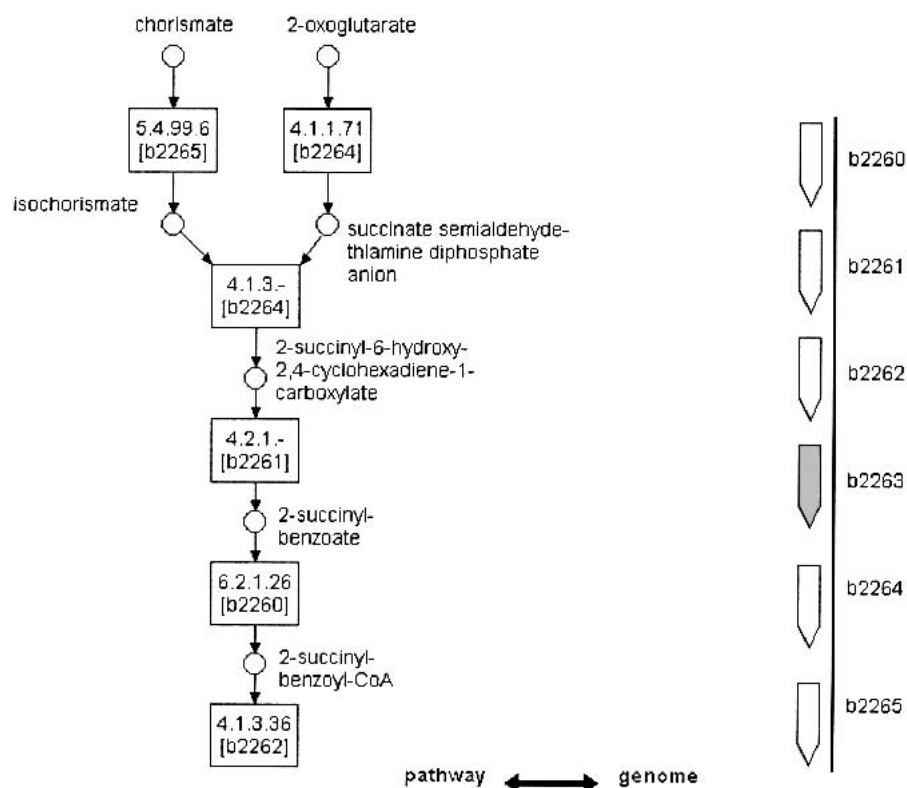 chorismate
2-oxoglutarate
5.4.99.6
[b2265]
4.1.1.71
[b2264]
isochorismate
succinate semialdehyde-
thiamine diphosphate
anion
4.1.3.-
[b2264]
2-succinyl-6-hydroxy-
2,4-cyclohexadiene-1-
carboxylate
4.2.1.-
[b2261]
2-succinyl-
benzoate
6.2.1.26
[b2260]
2-succinyl-
benzoyl-CoA
4.1.3.36
[b2262]
b2260
b2261
b2262
b2263
b2264
b2265
pathway
genome